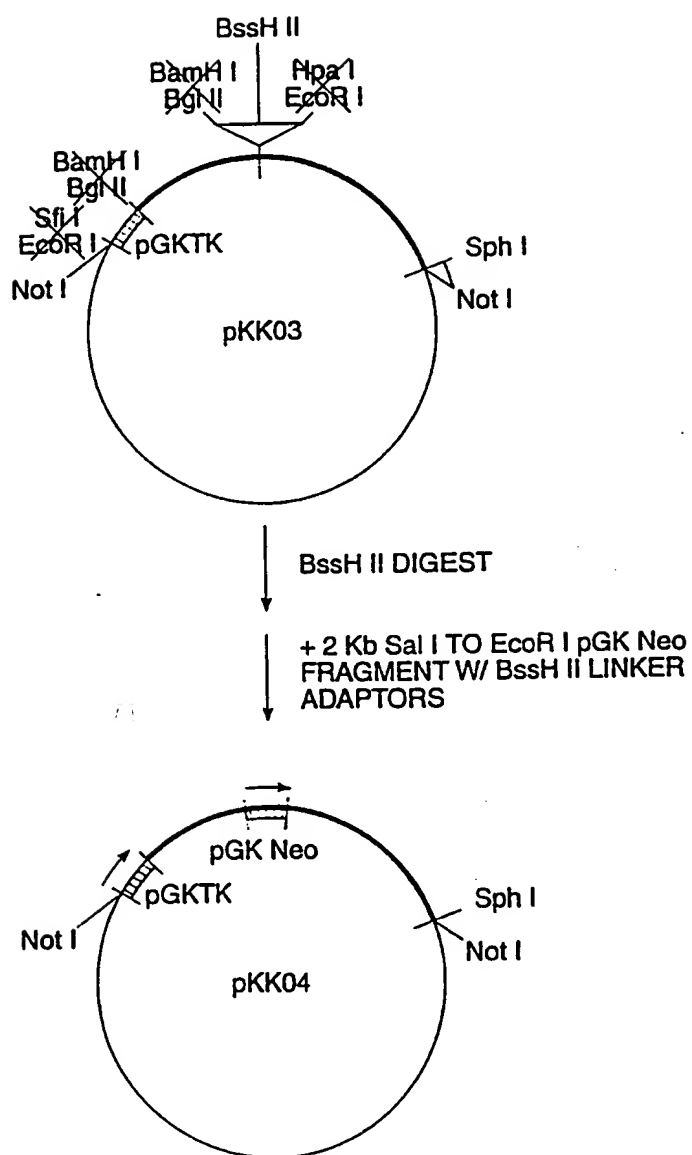 BssH II
BamH I
Bgl II
Hpa I
EcoR I
BamH I
Bgl II
Sfi I
EcoR I
pGKTK
Not I
Sph I
Not I
pKK03
BssH II DIGEST
+ 2 Kb Sal I TO EcoR I pGK Neo
FRAGMENT W/ BssH II LINKER
ADAPTORS
pGK Neo
pGKTK
Not I
Sph I
Not I
pKK04